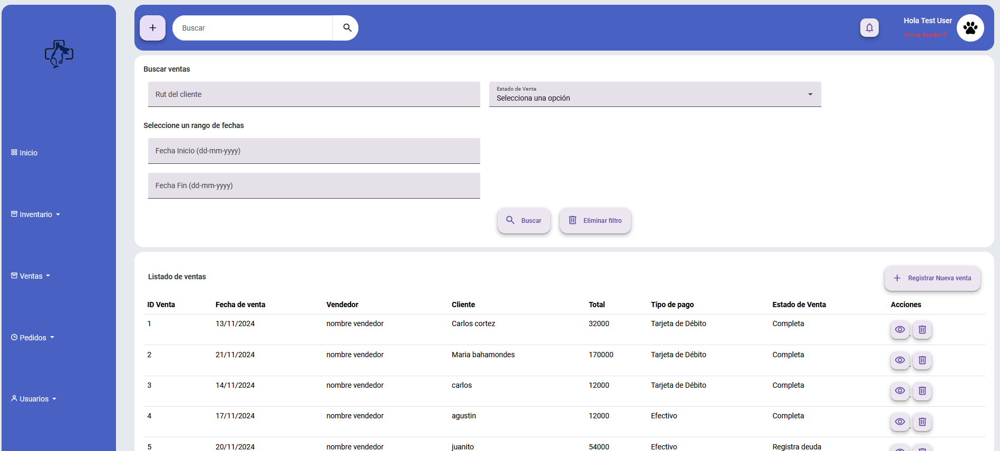 Buscar
Hola Test User
Cerrar Sesión
Inicio
Inventario
Ventas
Pedidos
Usuarios
Buscar ventas
Rut del cliente
Estado de Venta
Selecciona una opción
Seleccione un rango de fechas
Fecha Inicio (dd-mm-yyyy)
Fecha Fin (dd-mm-yyyy)
Buscar
Eliminar filtro
Listado de ventas
Registrar Nueva venta
ID Venta Fecha de venta Vendedor Cliente Total Tipo de pago Estado de Venta Acciones
1 13/11/2024 nombre vendedor Carlos cortez 32000 Tarjeta de Débito Completa
2 21/11/2024 nombre vendedor Maria bahamondes 170000 Tarjeta de Débito Completa
3 14/11/2024 nombre vendedor carlos 12000 Tarjeta de Débito Completa
4 17/11/2024 nombre vendedor agustin 12000 Efectivo Completa
5 20/11/2024 nombre vendedor juanito 54000 Efectivo Registra deuda